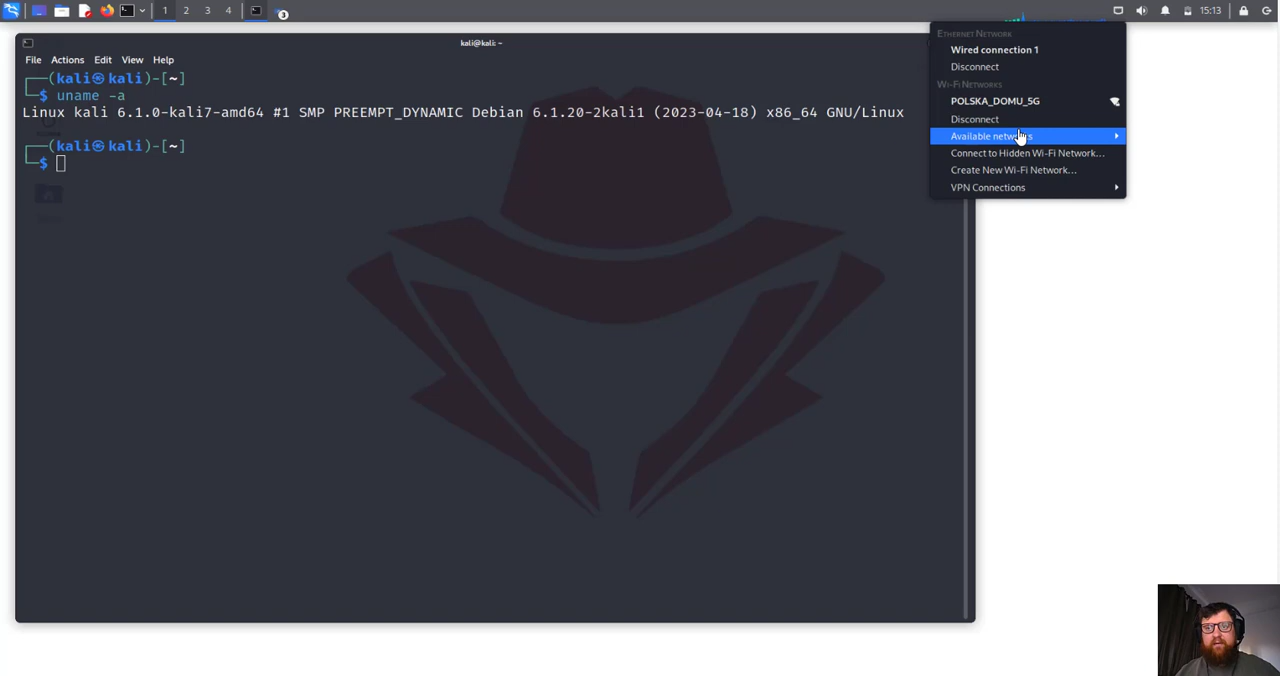 1 2 3 4 3 15:13
kali@kali: ~
File Actions Edit View Help
┌──(kali㉿kali)-[~]
└─$ uname -a
Linux kali 6.1.0-kali7-amd64 #1 SMP PREEMPT_DYNAMIC Debian 6.1.20-2kali1 (2023-04-18) x86_64 GNU/Linux
┌──(kali㉿kali)-[~]
└─$
Ethernet Network
Wired connection 1
Disconnect
Wi-Fi Networks
POLSKA_DOMU_5G
Disconnect
Available networks
Connect to Hidden Wi-Fi Network...
Create New Wi-Fi Network...
VPN Connections